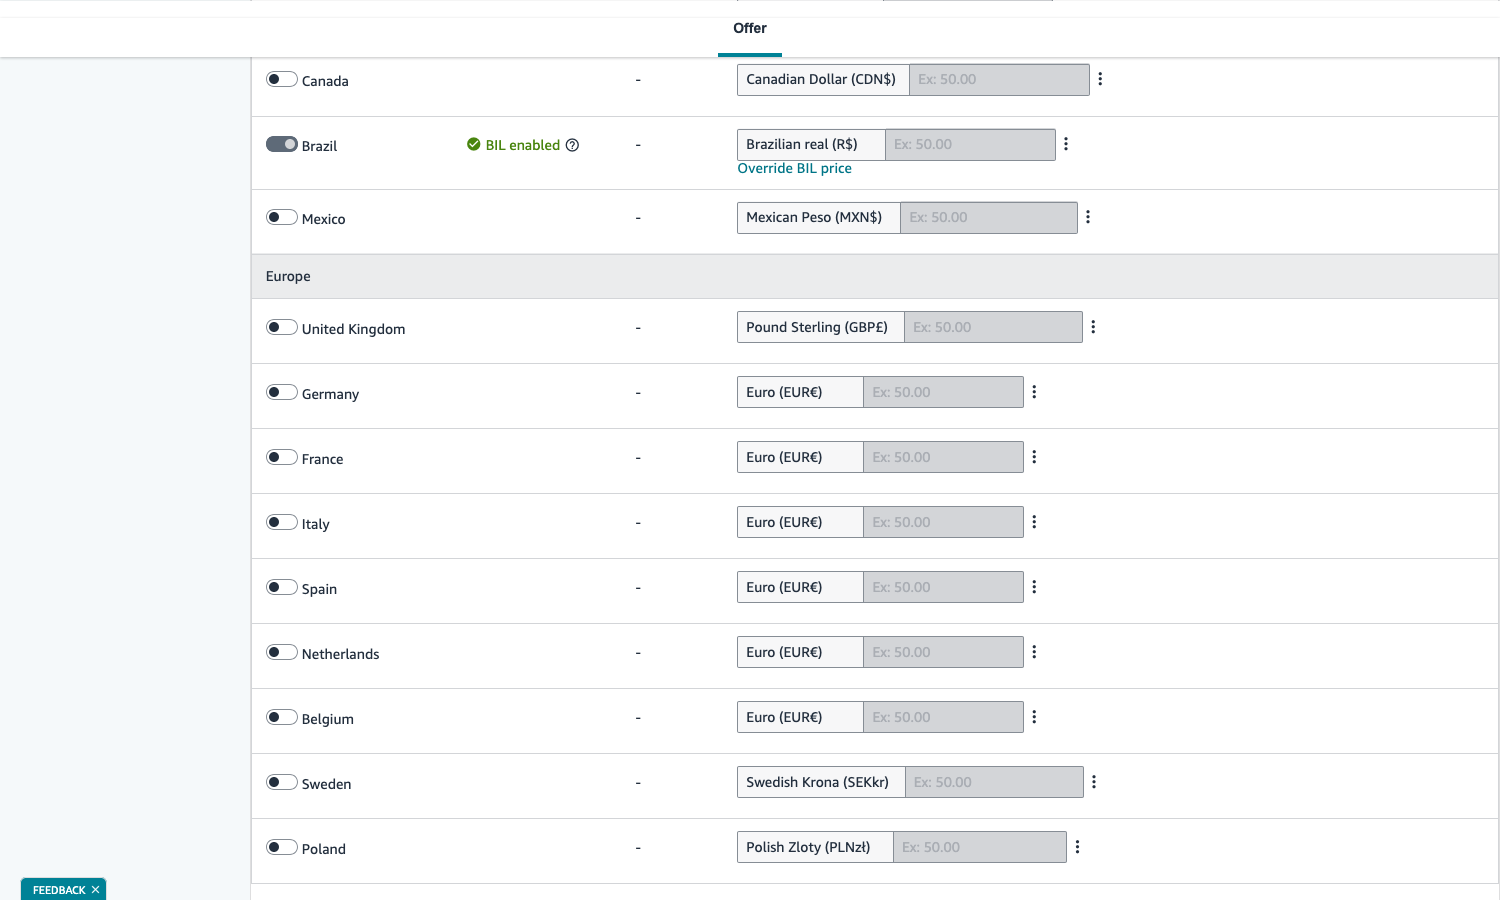 Offer
Canada - Canadian Dollar (CDN$) Ex: 50.00
Brazil BIL enabled - Brazilian real (R$) Ex: 50.00
Override BIL price
Mexico - Mexican Peso (MXN$) Ex: 50.00
Europe
United Kingdom - Pound Sterling (GBP£) Ex: 50.00
Germany - Euro (EUR€) Ex: 50.00
France - Euro (EUR€) Ex: 50.00
Italy - Euro (EUR€) Ex: 50.00
Spain - Euro (EUR€) Ex: 50.00
Netherlands - Euro (EUR€) Ex: 50.00
Belgium - Euro (EUR€) Ex: 50.00
Sweden - Swedish Krona (SEKkr) Ex: 50.00
Poland - Polish Zloty (PLNzł) Ex: 50.00
FEEDBACK